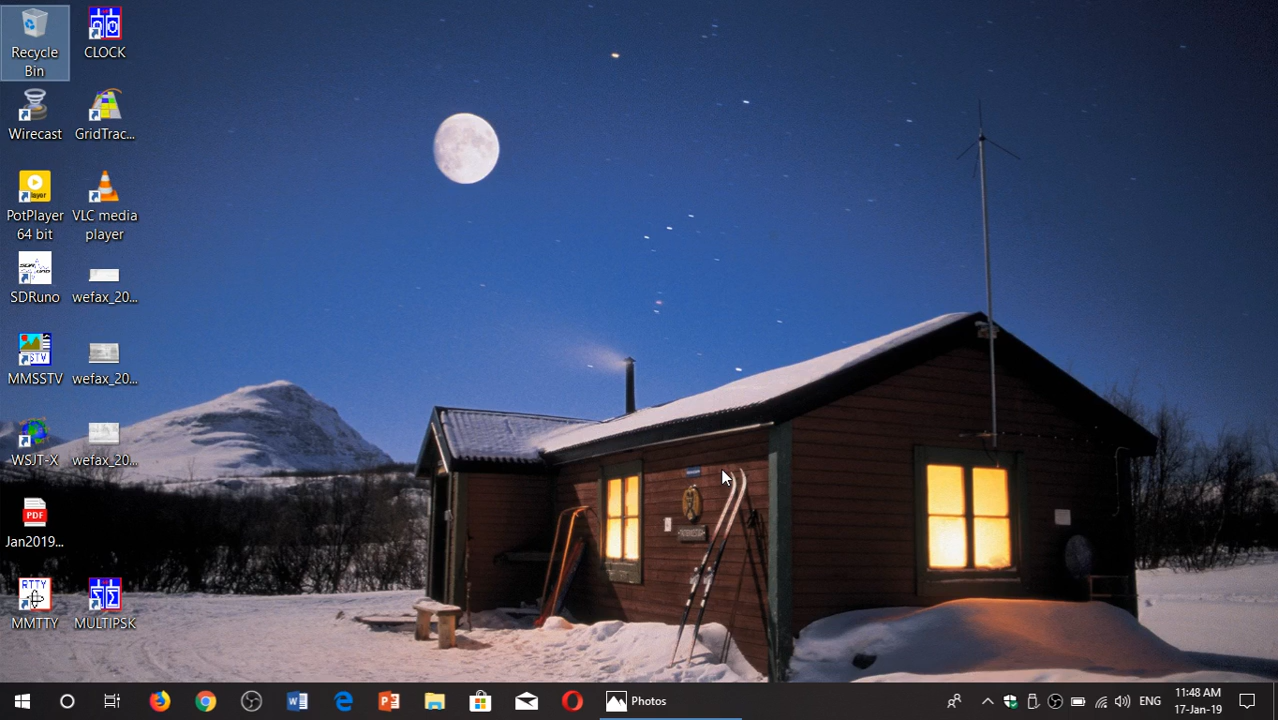 Recycle
Bin
CLOCK
Wirecast
GridTrac...
PotPlayer
64 bit
VLC media
player
SDRuno
wefax_20...
MMSSTV
wefax_20...
WSJT-X
wefax_20...
PDF
Jan2019...
RTTY
MMTTY
MULTIPSK
Photos
ENG
11:48 AM
17-Jan-19